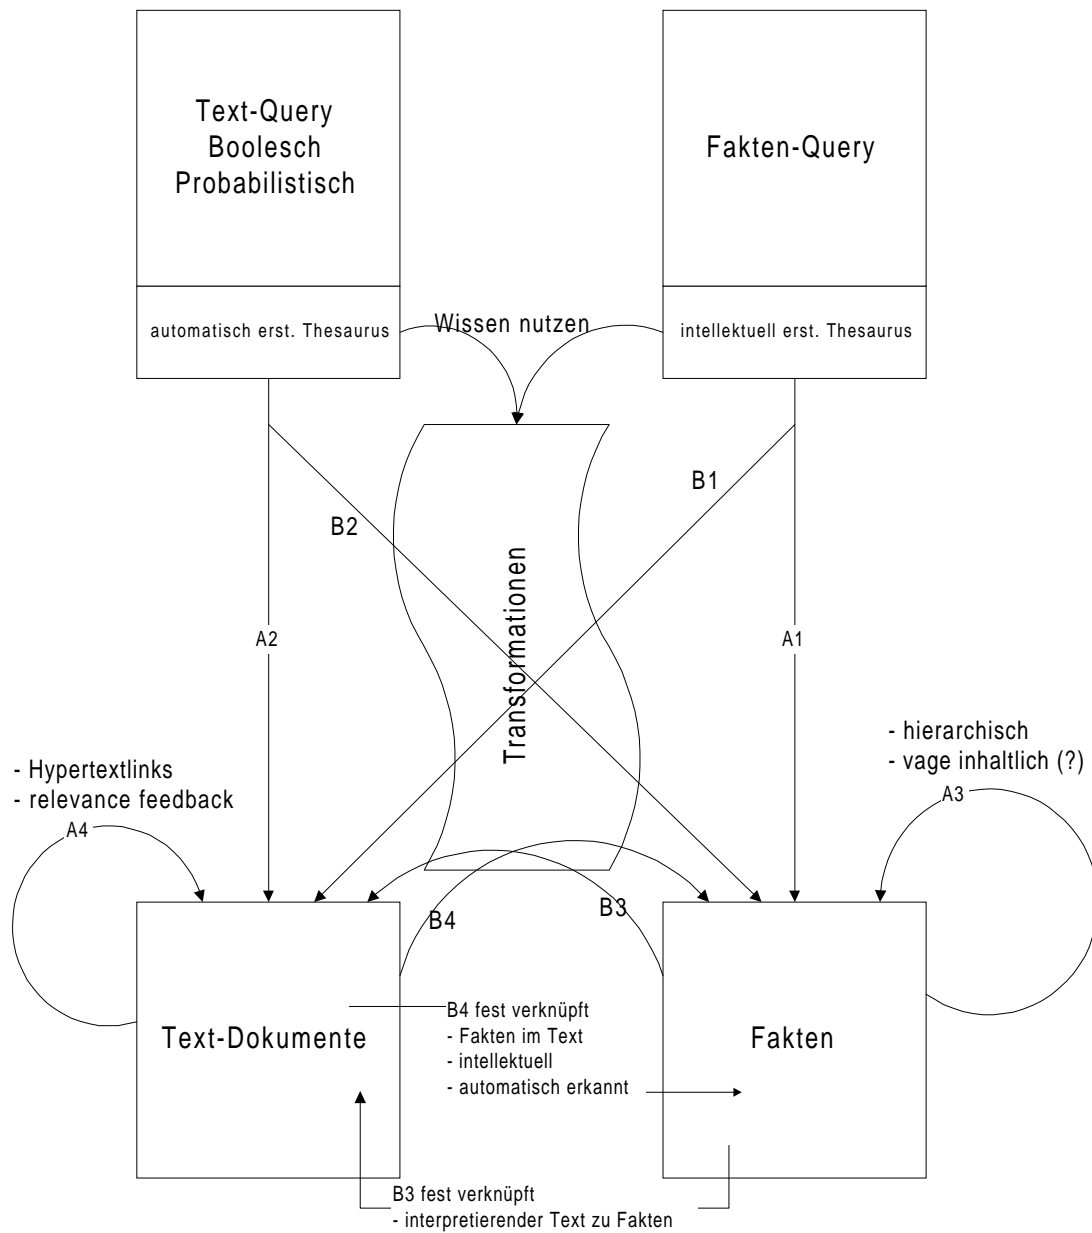 Text-Query
Boolesch
Probabilistisch
Fakten-Query
automatisch erst. Thesaurus
Wissen nutzen
intellektuell erst. Thesaurus
B1
B2
Transformationen
A2
A1
- hierarchisch
- vage inhaltlich (?)
A3
- Hypertextlinks
- relevance feedback
A4
B4
B3
Text-Dokumente
B4 fest verknüpft
- Fakten im Text
- intellektuell
- automatisch erkannt
Fakten
B3 fest verknüpft
- interpretierender Text zu Fakten